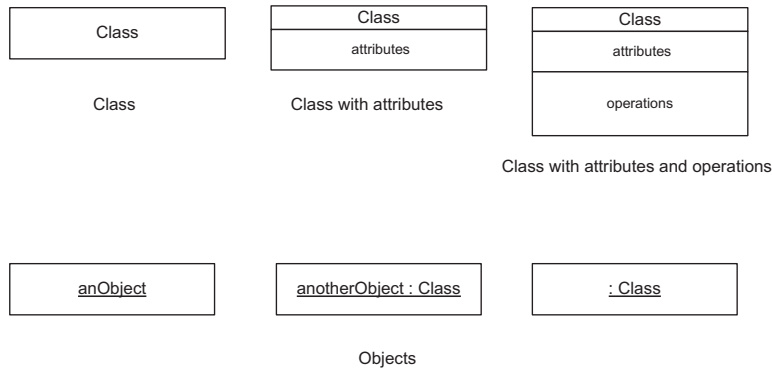 Class
Class
Class
attributes
attributes
operations
Class
Class with attributes
Class with attributes and operations
anObject
anotherObject : Class
: Class
Objects